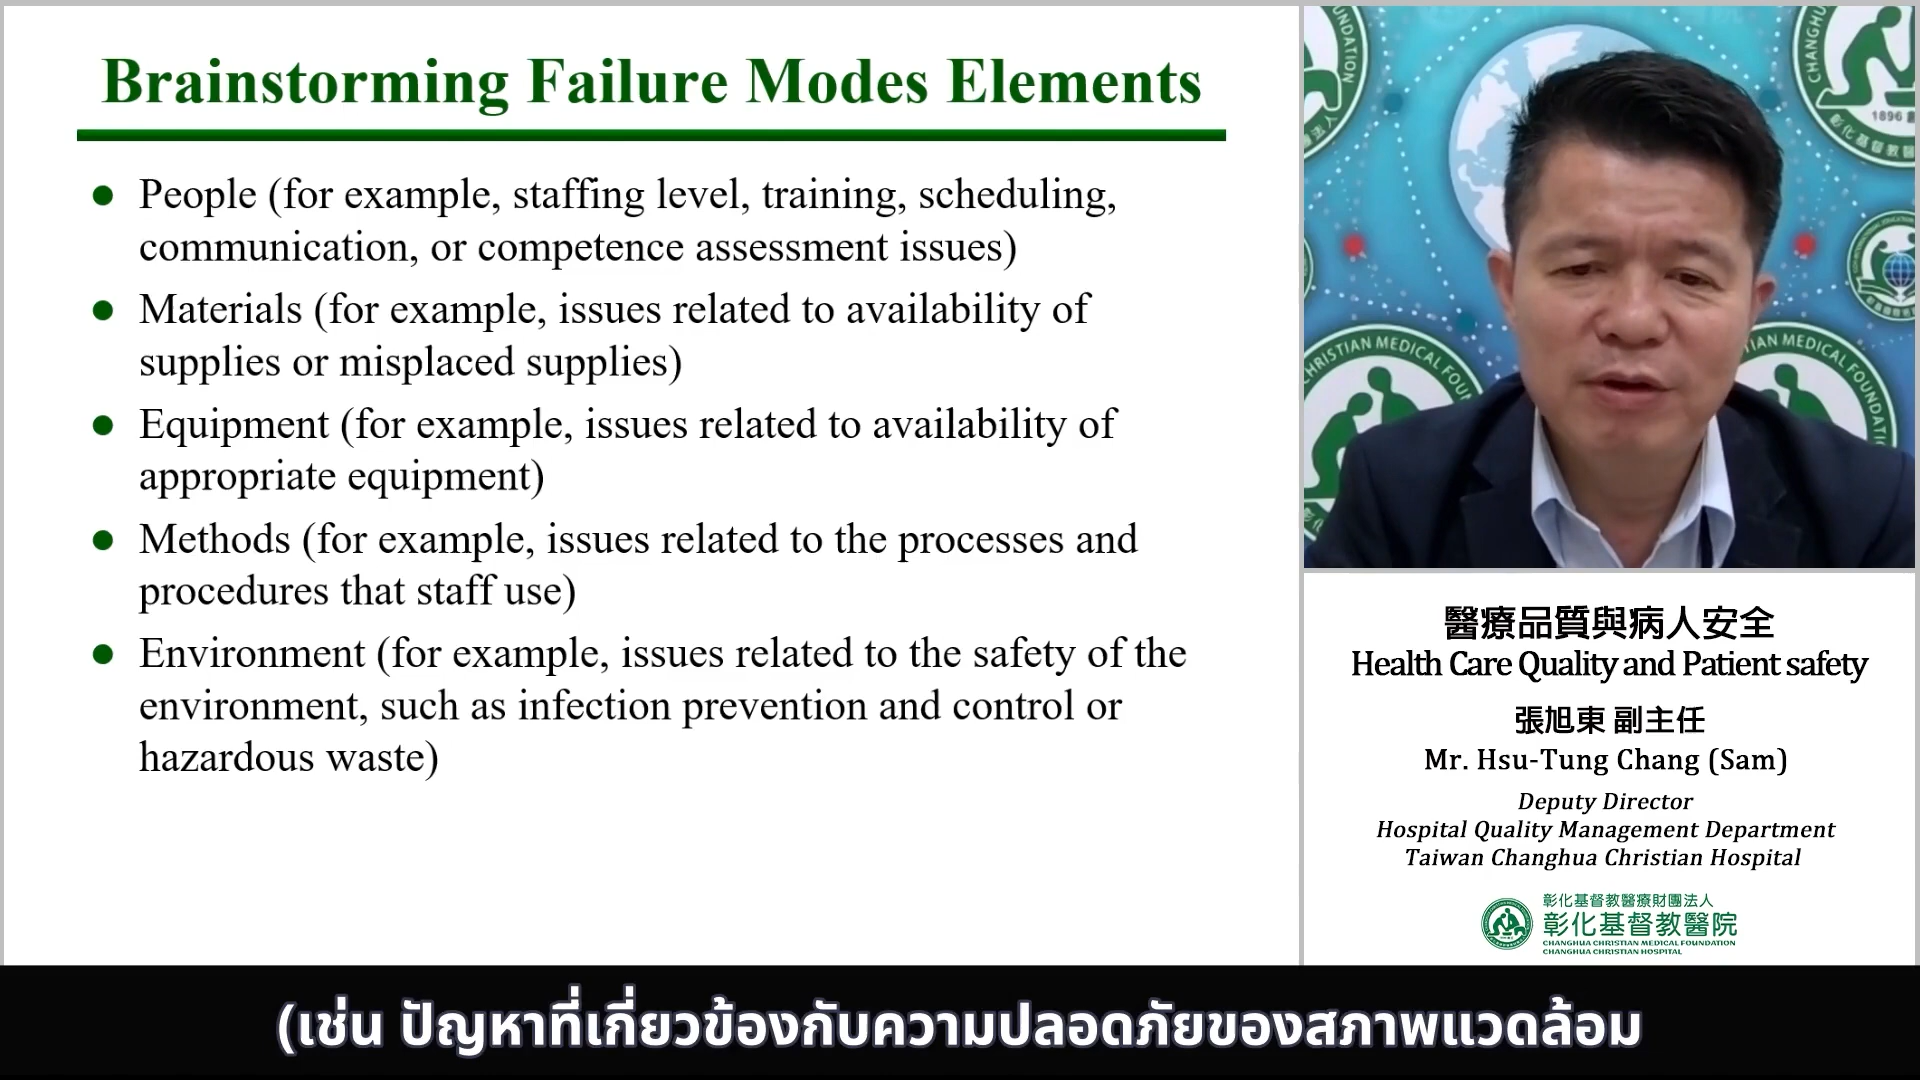 Brainstorming Failure Modes Elements
● People (for example, staffing level, training, scheduling,
communication, or competence assessment issues)
● Materials (for example, issues related to availability of
supplies or misplaced supplies)
● Equipment (for example, issues related to availability of
appropriate equipment)
● Methods (for example, issues related to the processes and
procedures that staff use)
● Environment (for example, issues related to the safety of the
environment, such as infection prevention and control or
hazardous waste)
CHANGHUA
1896
CHRISTIAN MEDICAL FOUNDATION
醫療品質與病人安全
Health Care Quality and Patient safety
張旭東 副主任
Mr. Hsu-Tung Chang (Sam)
Deputy Director
Hospital Quality Management Department
Taiwan Changhua Christian Hospital
彰化基督教醫療財團法人
彰化基督教醫院
CHANGHUA CHRISTIAN MEDICAL FOUNDATION
CHANGHUA CHRISTIAN HOSPITAL
(เช่น ปัญหาที่เกี่ยวข้องกับความปลอดภัยของสภาพแวดล้อม